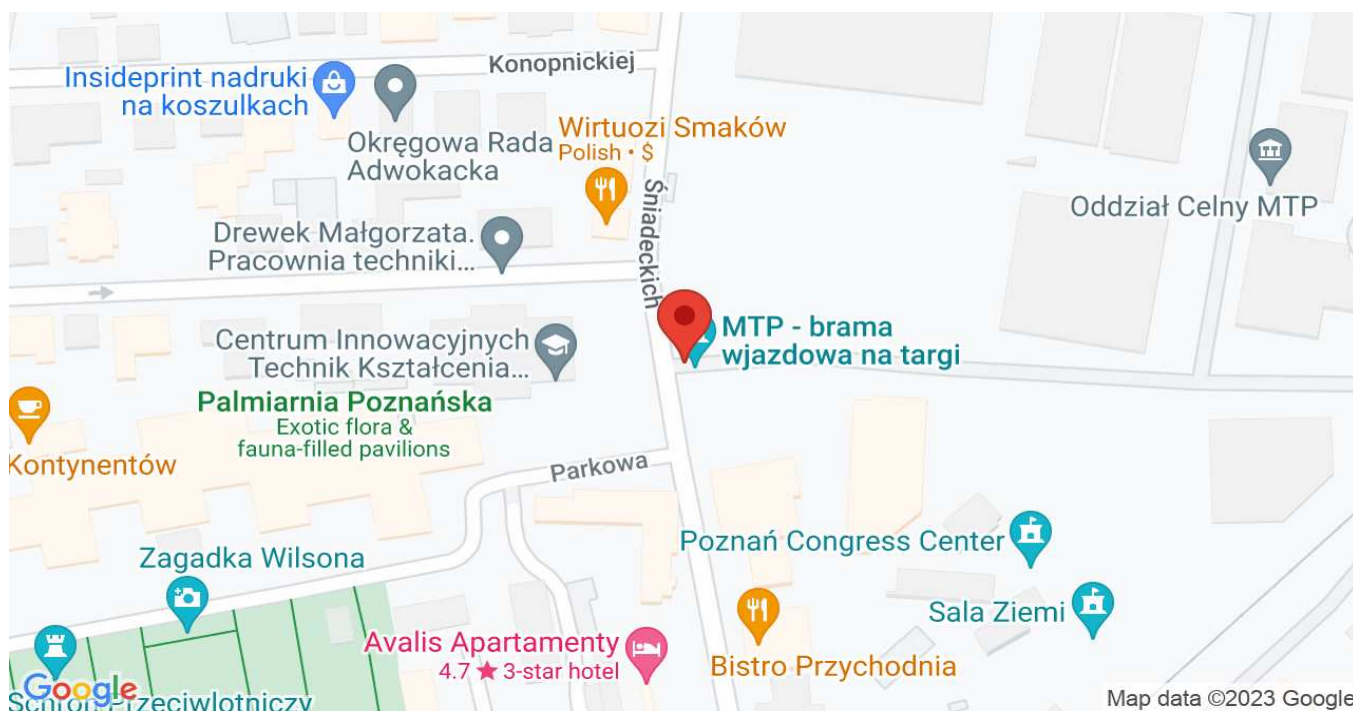 Konopnickiej
Insideprint nadruki
na koszulkach
Okręgowa Rada
Adwokacka
Wirtuozi Smaków
Polish • $
Śniadeckich
Oddział Celny MTP
Drewek Małgorzata.
Pracownia techniki...
MTP - brama
wjazdowa na targi
Centrum Innowacyjnych
Technik Kształcenia...
Palmiarnia Poznańska
Exotic flora &
fauna-filled pavilions
Kontynentów
Parkowa
Poznań Congress Center
Zagadka Wilsona
Sala Ziemi
Avalis Apartamenty
4.7 ★ 3-star hotel
Bistro Przychodnia
Google
Schron Przeciwlotniczy
Map data ©2023 Google